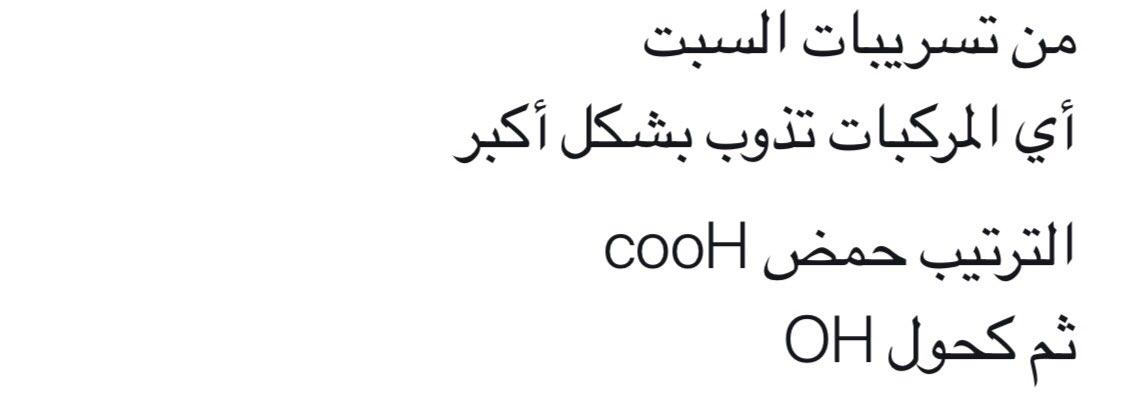 من تسريبات السبت
أي المركبات تذوب بشكل أكبر
الترتيب حمض cooH
ثم كحول OH